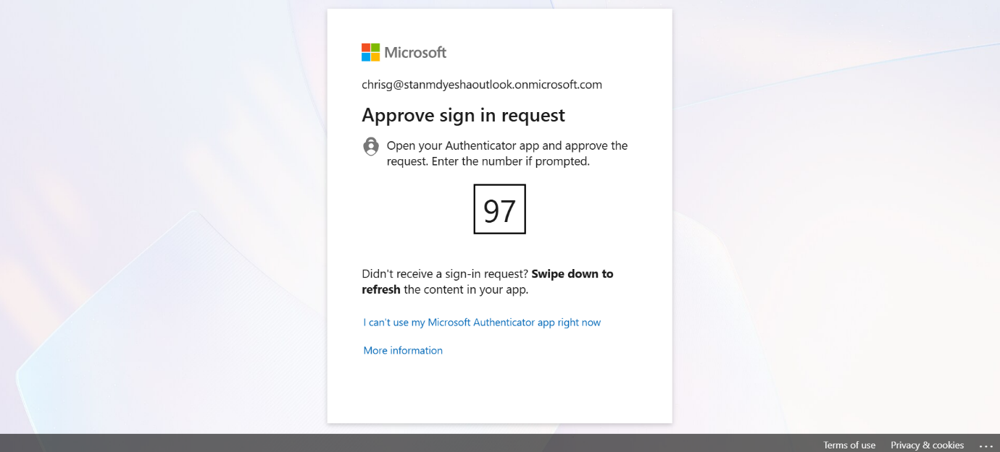 Microsoft
chrisg@stanmdyeshaoutlook.onmicrosoft.com
Approve sign in request
Open your Authenticator app and approve the
request. Enter the number if prompted.
97
Didn't receive a sign-in request? Swipe down to
refresh the content in your app.
I can't use my Microsoft Authenticator app right now
More information
Terms of use Privacy & cookies ...